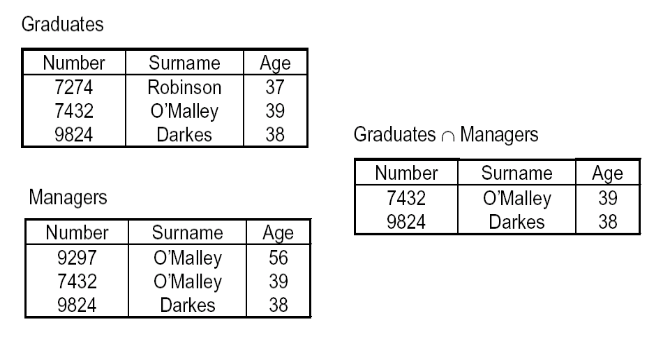 Graduates
Number Surname Age
7274 Robinson 37
7432 O'Malley 39
9824 Darkes 38
Managers
Number Surname Age
9297 O'Malley 56
7432 O'Malley 39
9824 Darkes 38
Graduates ∩ Managers
Number Surname Age
7432 O'Malley 39
9824 Darkes 38